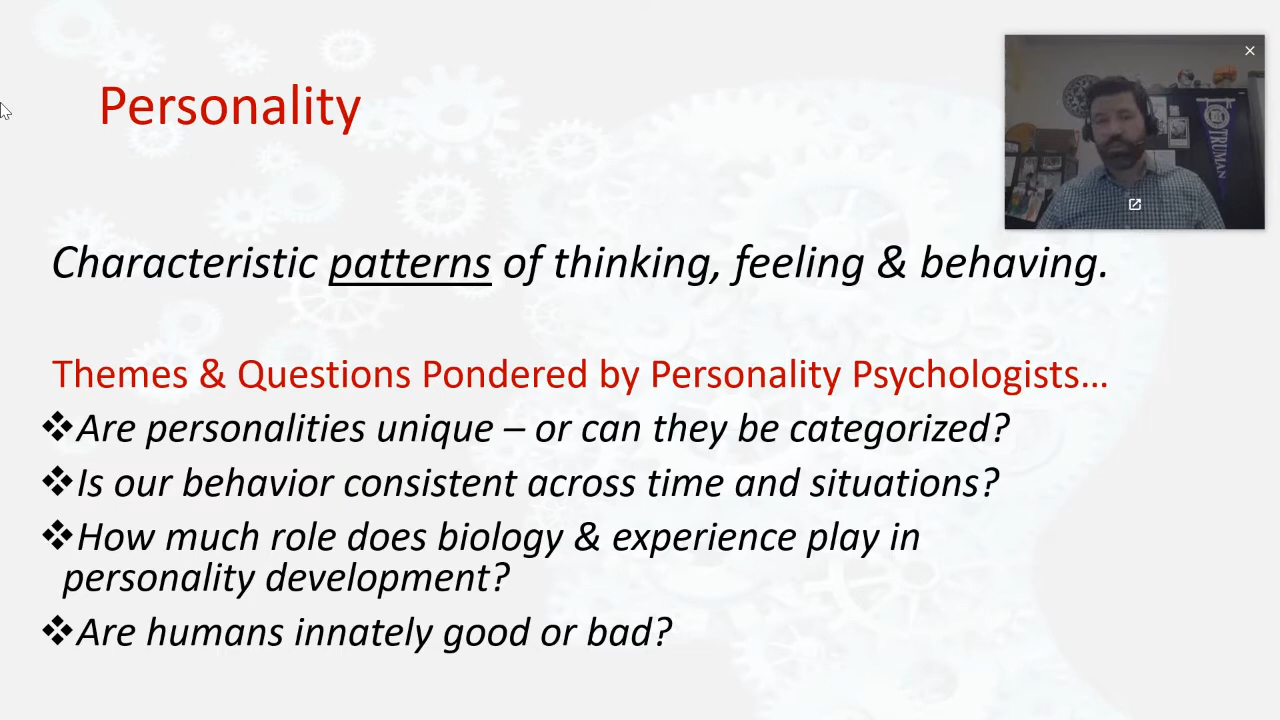 Personality
TRUMAN
Characteristic patterns of thinking, feeling & behaving.
Themes & Questions Pondered by Personality Psychologists...
❖Are personalities unique – or can they be categorized?
❖Is our behavior consistent across time and situations?
❖How much role does biology & experience play in
personality development?
❖Are humans innately good or bad?